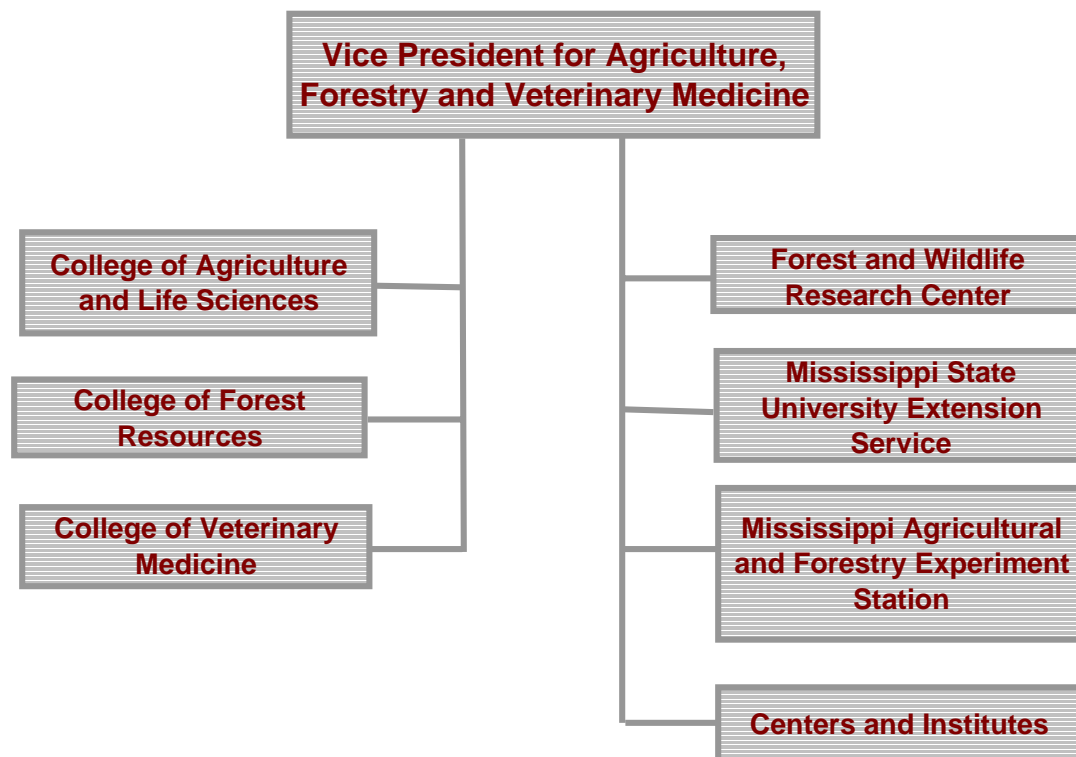 Vice President for Agriculture,
Forestry and Veterinary Medicine
College of Agriculture
and Life Sciences
College of Forest
Resources
College of Veterinary
Medicine
Forest and Wildlife
Research Center
Mississippi State
University Extension
Service
Mississippi Agricultural
and Forestry Experiment
Station
Centers and Institutes